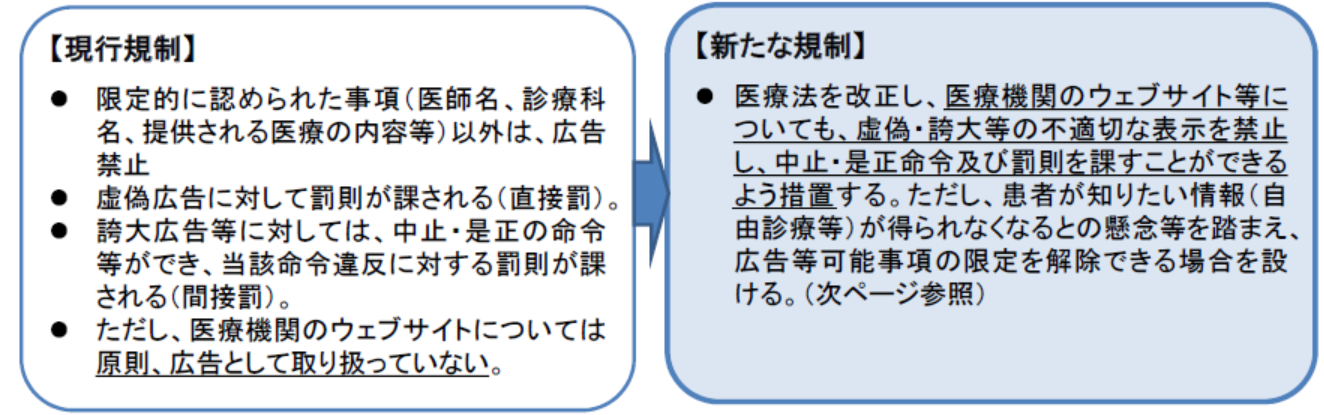 【現行規制】
● 限定的に認められた事項(医師名、診療科
名、提供される医療の内容等)以外は、広告
禁止
● 虚偽広告に対して罰則が課される(直接罰)。
● 誇大広告等に対しては、中止・是正の命令
等ができ、当該命令違反に対する罰則が課
される(間接罰)。
● ただし、医療機関のウェブサイトについては
原則、広告として取り扱っていない。
【新たな規制】
● 医療法を改正し、医療機関のウェブサイト等に
ついても、虚偽・誇大等の不適切な表示を禁止
し、中止・是正命令及び罰則を課すことができる
よう措置する。ただし、患者が知りたい情報(自
由診療等)が得られなくなるとの懸念等を踏まえ、
広告等可能事項の限定を解除できる場合を設
ける。(次ページ参照)